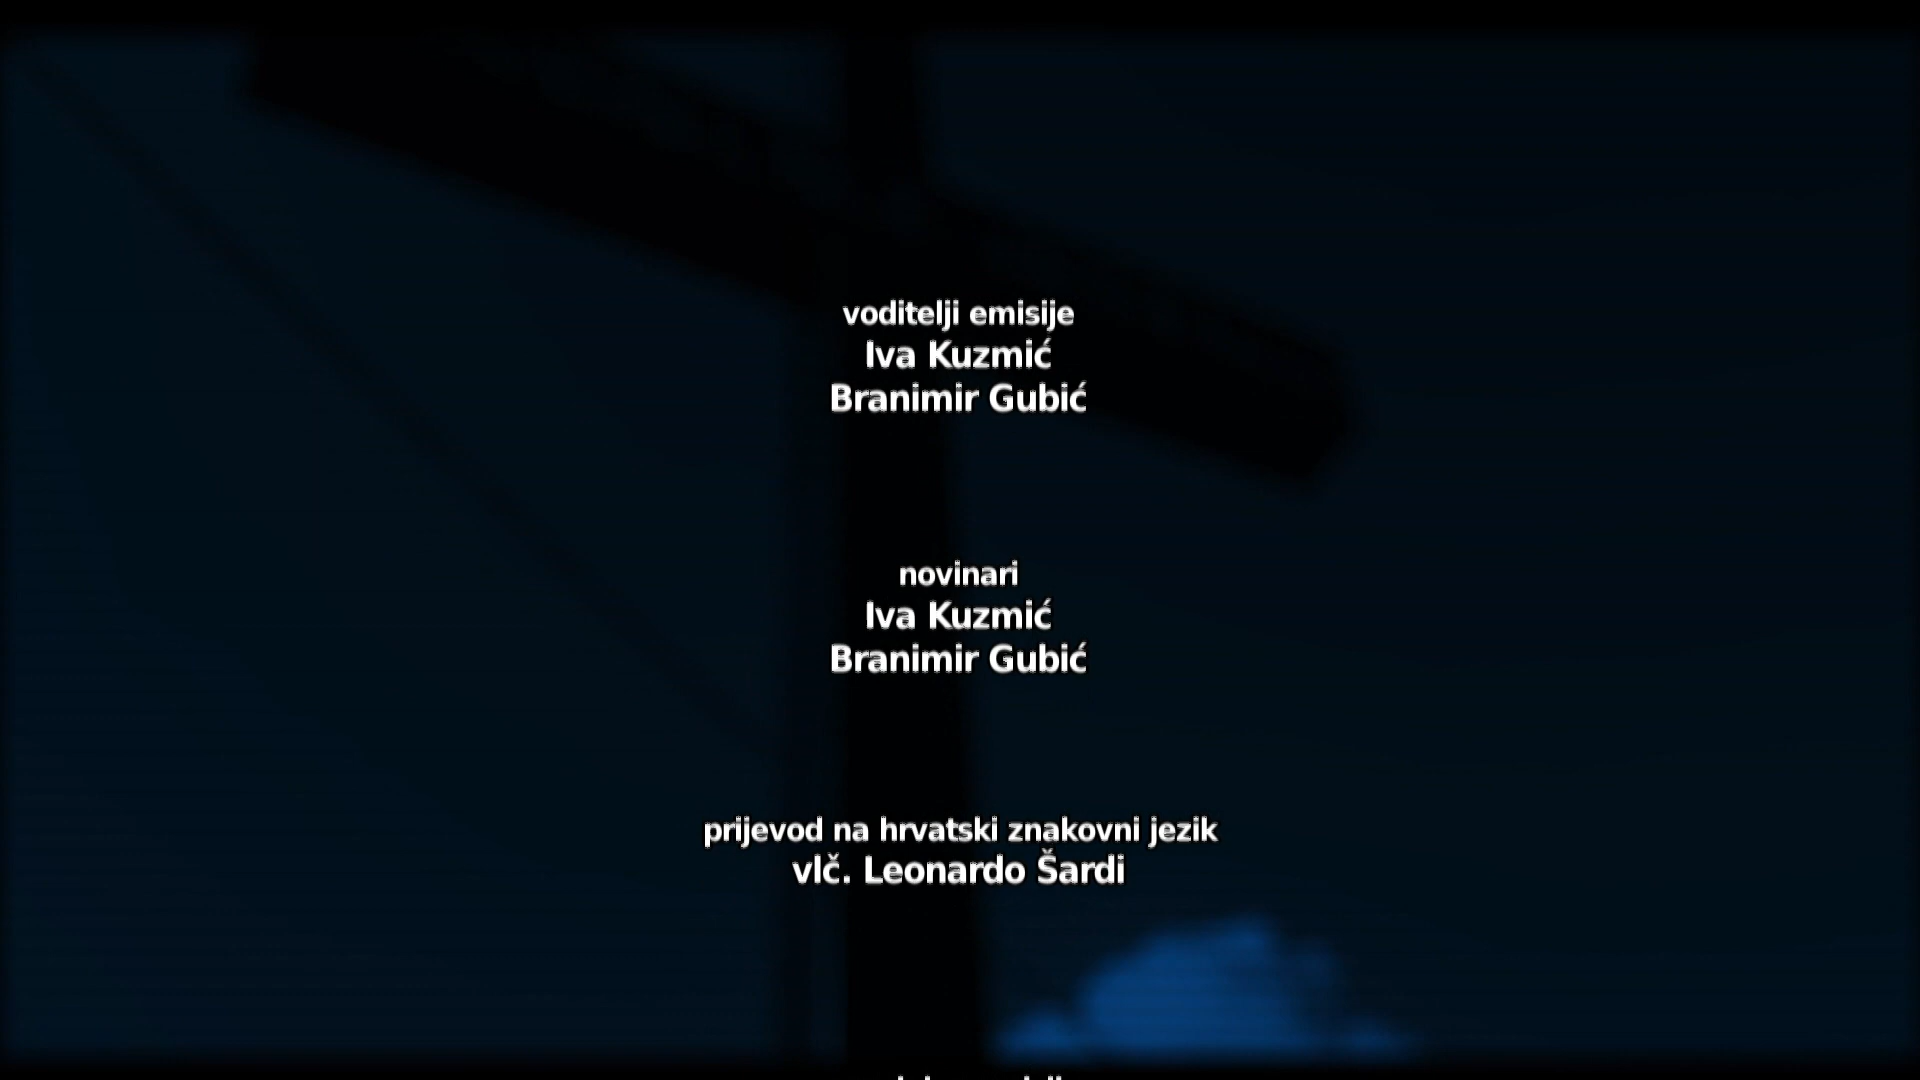 voditelji emisije
Iva Kuzmić
Branimir Gubić
novinari
Iva Kuzmić
Branimir Gubić
prijevod na hrvatski znakovni jezik
vlč. Leonardo Šardi